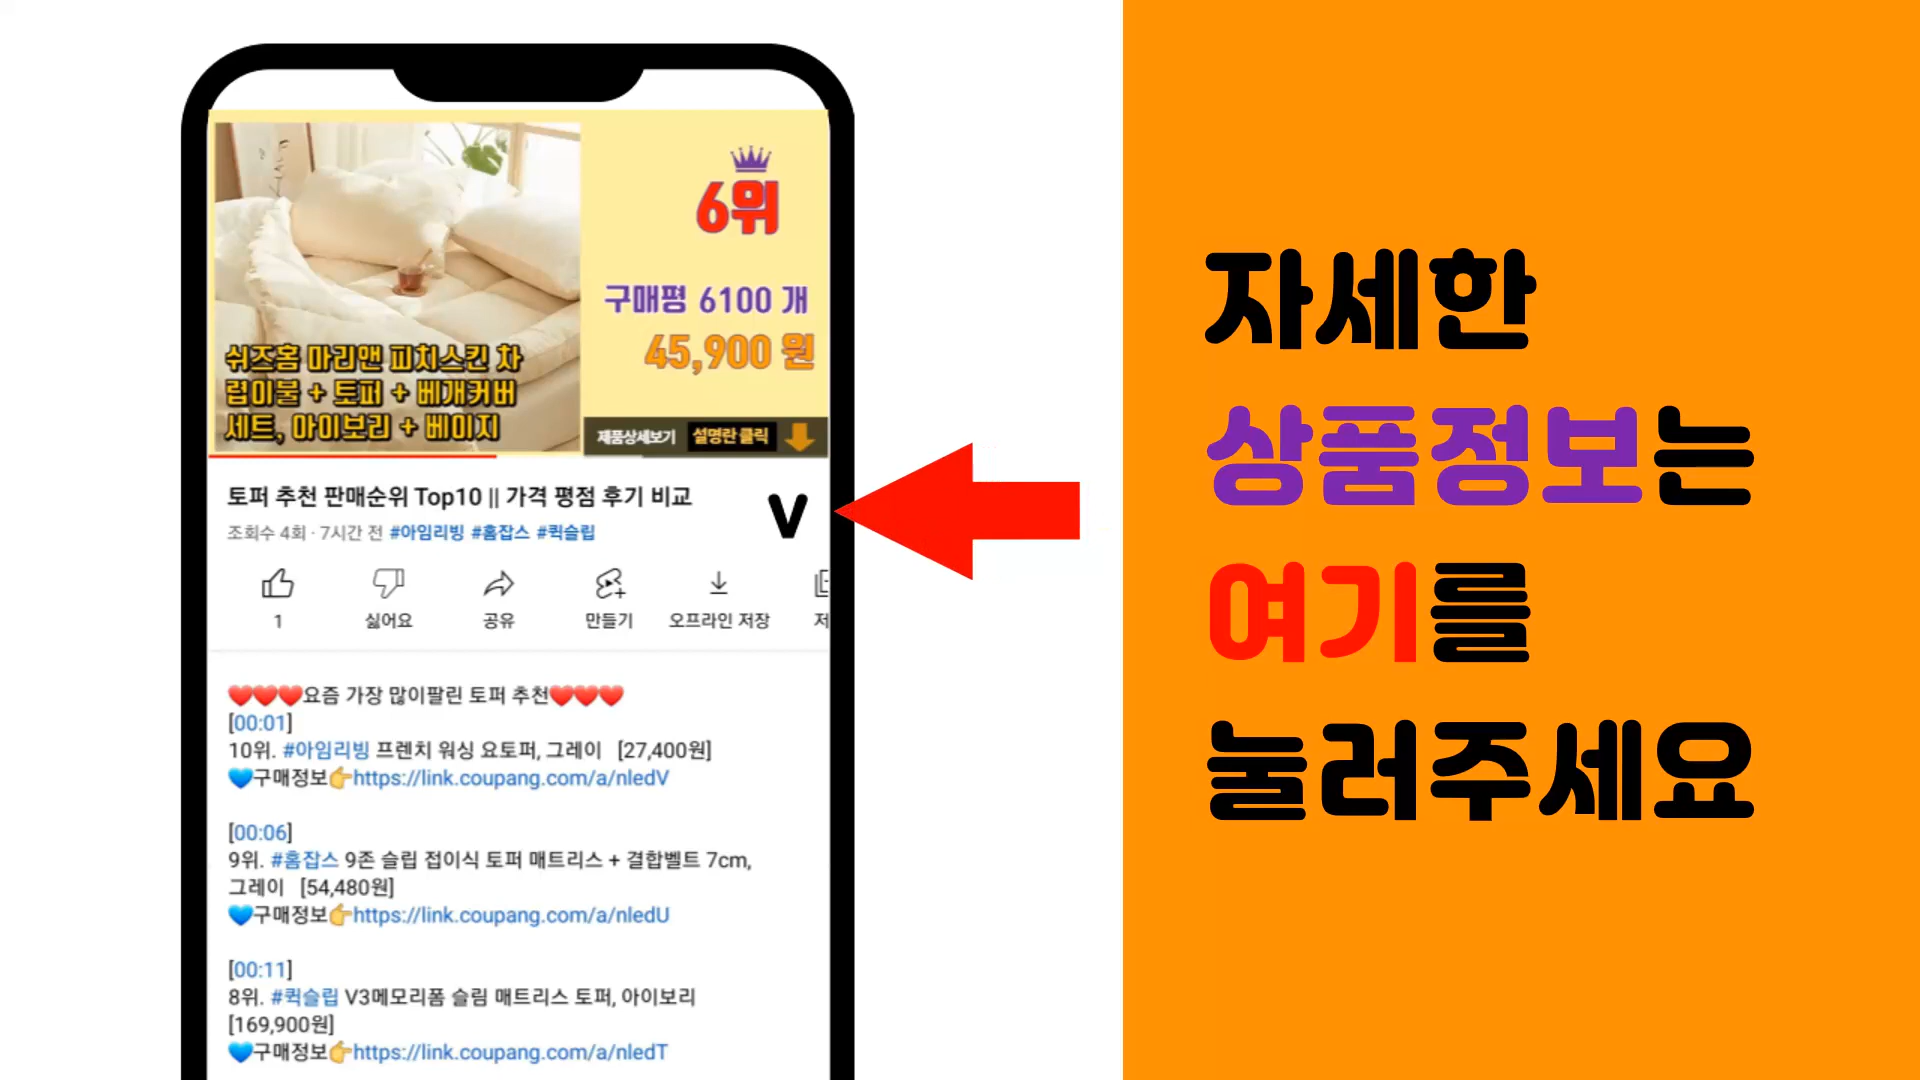 6위
구매평 6100 개
45,900 원
쉬즈홈 마리앤 피치스킨 차
렵이불 + 토퍼 + 베개커버
세트, 아이보리 + 베이지
제품상세보기 설명란 클릭
토퍼 추천 판매순위 Top10 || 가격 평점 후기 비교
V
조회수 4회 · 7시간 전 #아임리빙 #홈잡스 #퀵슬립
1 싫어요 공유 만들기 오프라인 저장 저
❤️❤️❤️요즘 가장 많이팔린 토퍼 추천❤️❤️❤️
[00:01]
10위. #아임리빙 프렌치 워싱 요토퍼, 그레이 [27,400원]
💙구매정보👉https://link.coupang.com/a/nledV
[00:06]
9위. #홈잡스 9존 슬립 접이식 토퍼 매트리스 + 결합벨트 7cm,
그레이 [54,480원]
💙구매정보👉https://link.coupang.com/a/nledU
[00:11]
8위. #퀵슬립 V3메모리폼 슬림 매트리스 토퍼, 아이보리
[169,900원]
💙구매정보👉https://link.coupang.com/a/nledT
자세한
상품정보는
여기를
눌러주세요